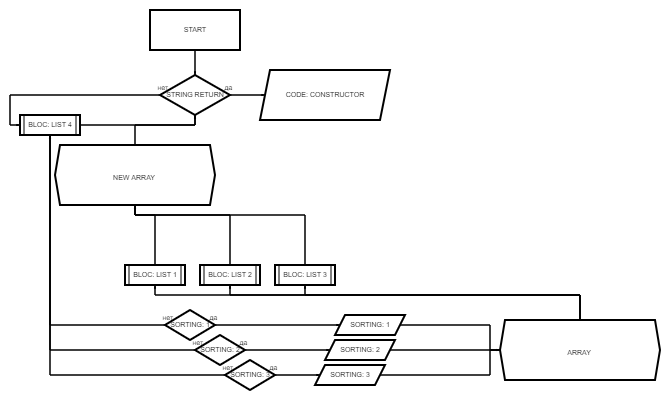 START
нет
да
STRING RETURN
CODE: CONSTRUCTOR
BLOC: LIST 4
NEW ARRAY
BLOC: LIST 1
BLOC: LIST 2
BLOC: LIST 3
нет
да
SORTING: 1
SORTING: 1
нет
да
SORTING: 2
SORTING: 2
ARRAY
нет
да
SORTING: 3
SORTING: 3